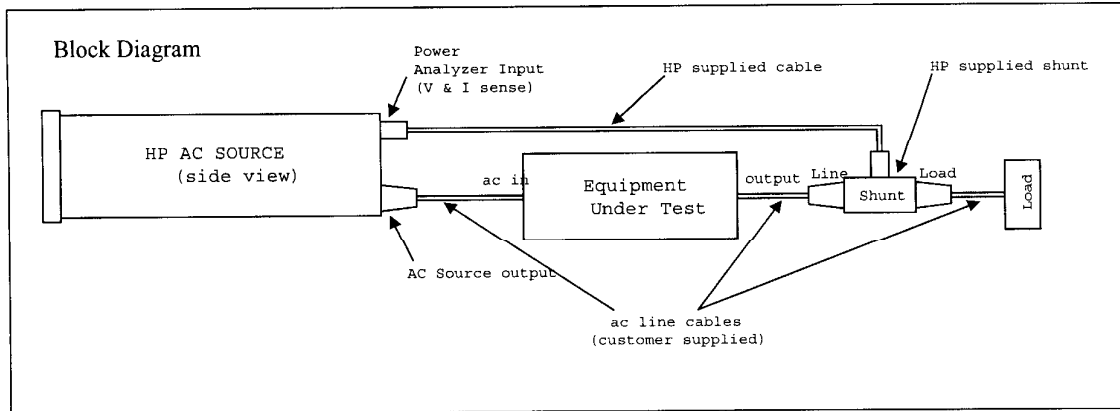 Block Diagram
Power
Analyzer Input
(V & I sense)
HP supplied cable
HP supplied shunt
HP AC SOURCE
(side view)
ac in
Equipment
Under Test
output
Line
Shunt
Load
Load
AC Source output
ac line cables
(customer supplied)